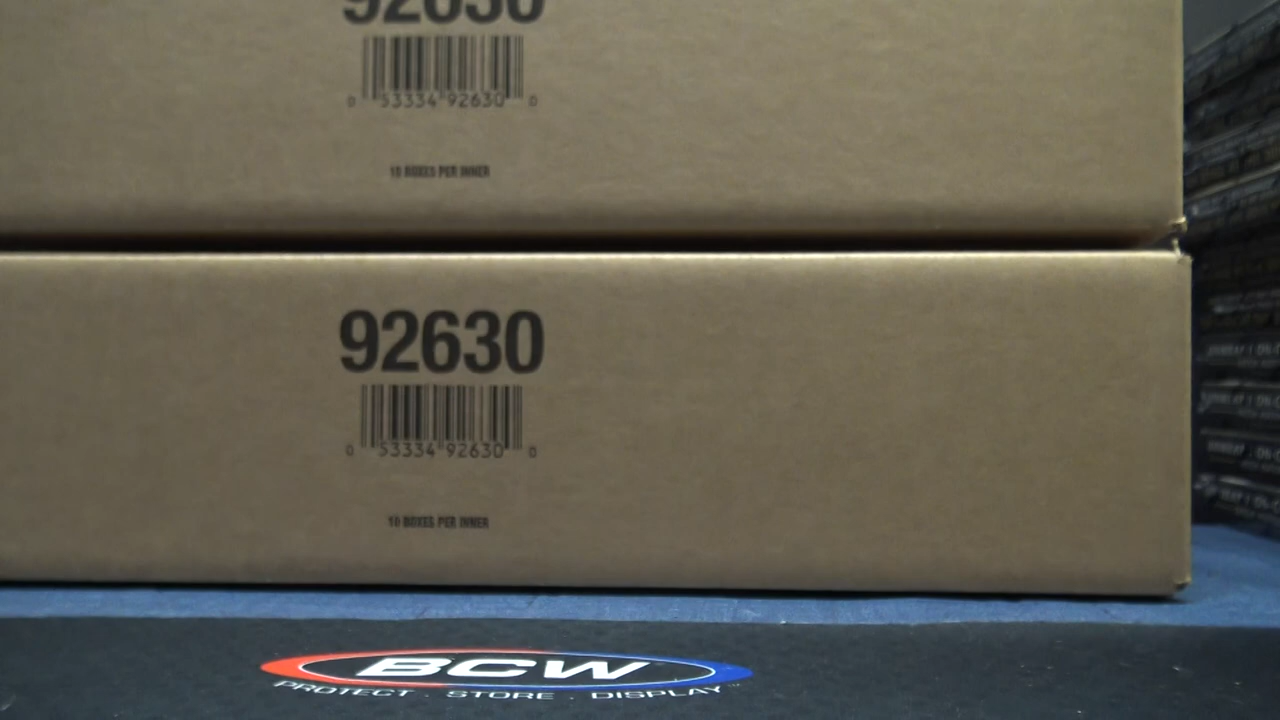 92630
0 53334 92630 0
10 BOXES PER INNER
92630
0 53334 92630 0
10 BOXES PER INNER
BCW
PROTECT . STORE . DISPLAY